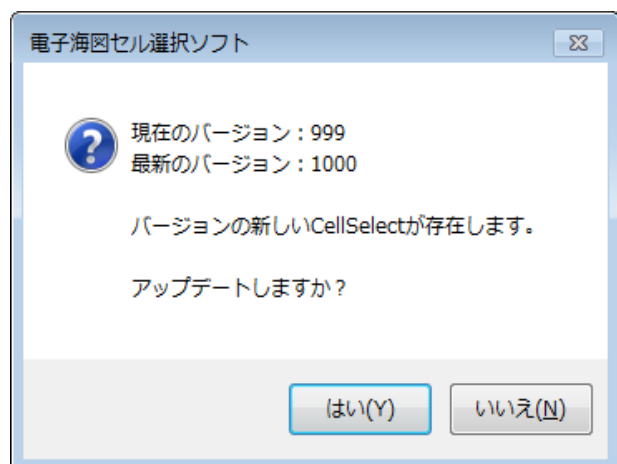 電子海図セル選択ソフト
現在のバージョン：999
最新のバージョン：1000
バージョンの新しいCellSelectが存在します。
アップデートしますか？
はい(Y)
いいえ(N)